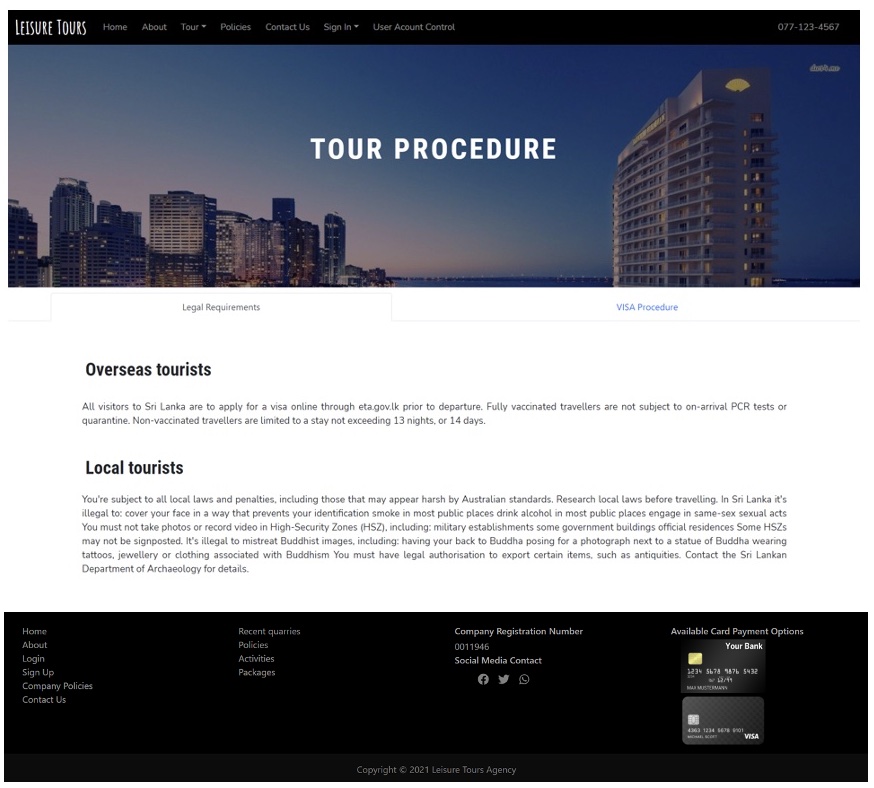 LEISURE TOURS Home About Tour Policies Contact Us Sign In User Acount Control 077-123-4567
TOUR PROCEDURE
Legal Requirements VISA Procedure
Overseas tourists
All visitors to Sri Lanka are to apply for a visa online through eta.gov.lk prior to departure. Fully vaccinated travellers are not subject to on-arrival PCR tests or
quarantine. Non-vaccinated travellers are limited to a stay not exceeding 13 nights, or 14 days.
Local tourists
You're subject to all local laws and penalties, including those that may appear harsh by Australian standards. Research local laws before travelling. In Sri Lanka it's
illegal to: cover your face in a way that prevents your identification smoke in most public places drink alcohol in most public places engage in same-sex sexual acts
You must not take photos or record video in High-Security Zones (HSZ), including: military establishments some government buildings official residences Some HSZs
may not be signposted. It's illegal to mistreat Buddhist images, including: having your back to Buddha posing for a photograph next to a statue of Buddha wearing
tattoos, jewellery or clothing associated with Buddhism You must have legal authorisation to export certain items, such as antiquities. Contact the Sri Lankan
Department of Archaeology for details.
Home
About
Login
Sign Up
Company Policies
Contact Us
Recent quarries
Policies
Activities
Packages
Company Registration Number
0011946
Social Media Contact
Available Card Payment Options
Your Bank
1234 5678 9876 5432
12/99
MAX MUSTERMANN
4363 1234 5678 9101
MICHAEL SCOTT VISA
Copyright © 2021 Leisure Tours Agency